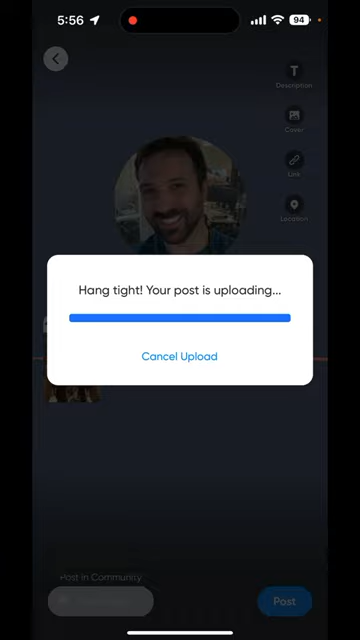 5:56
94
T
Description
Cover
Link
Location
Hang tight! Your post is uploading...
Cancel Upload
Post in Community
Post